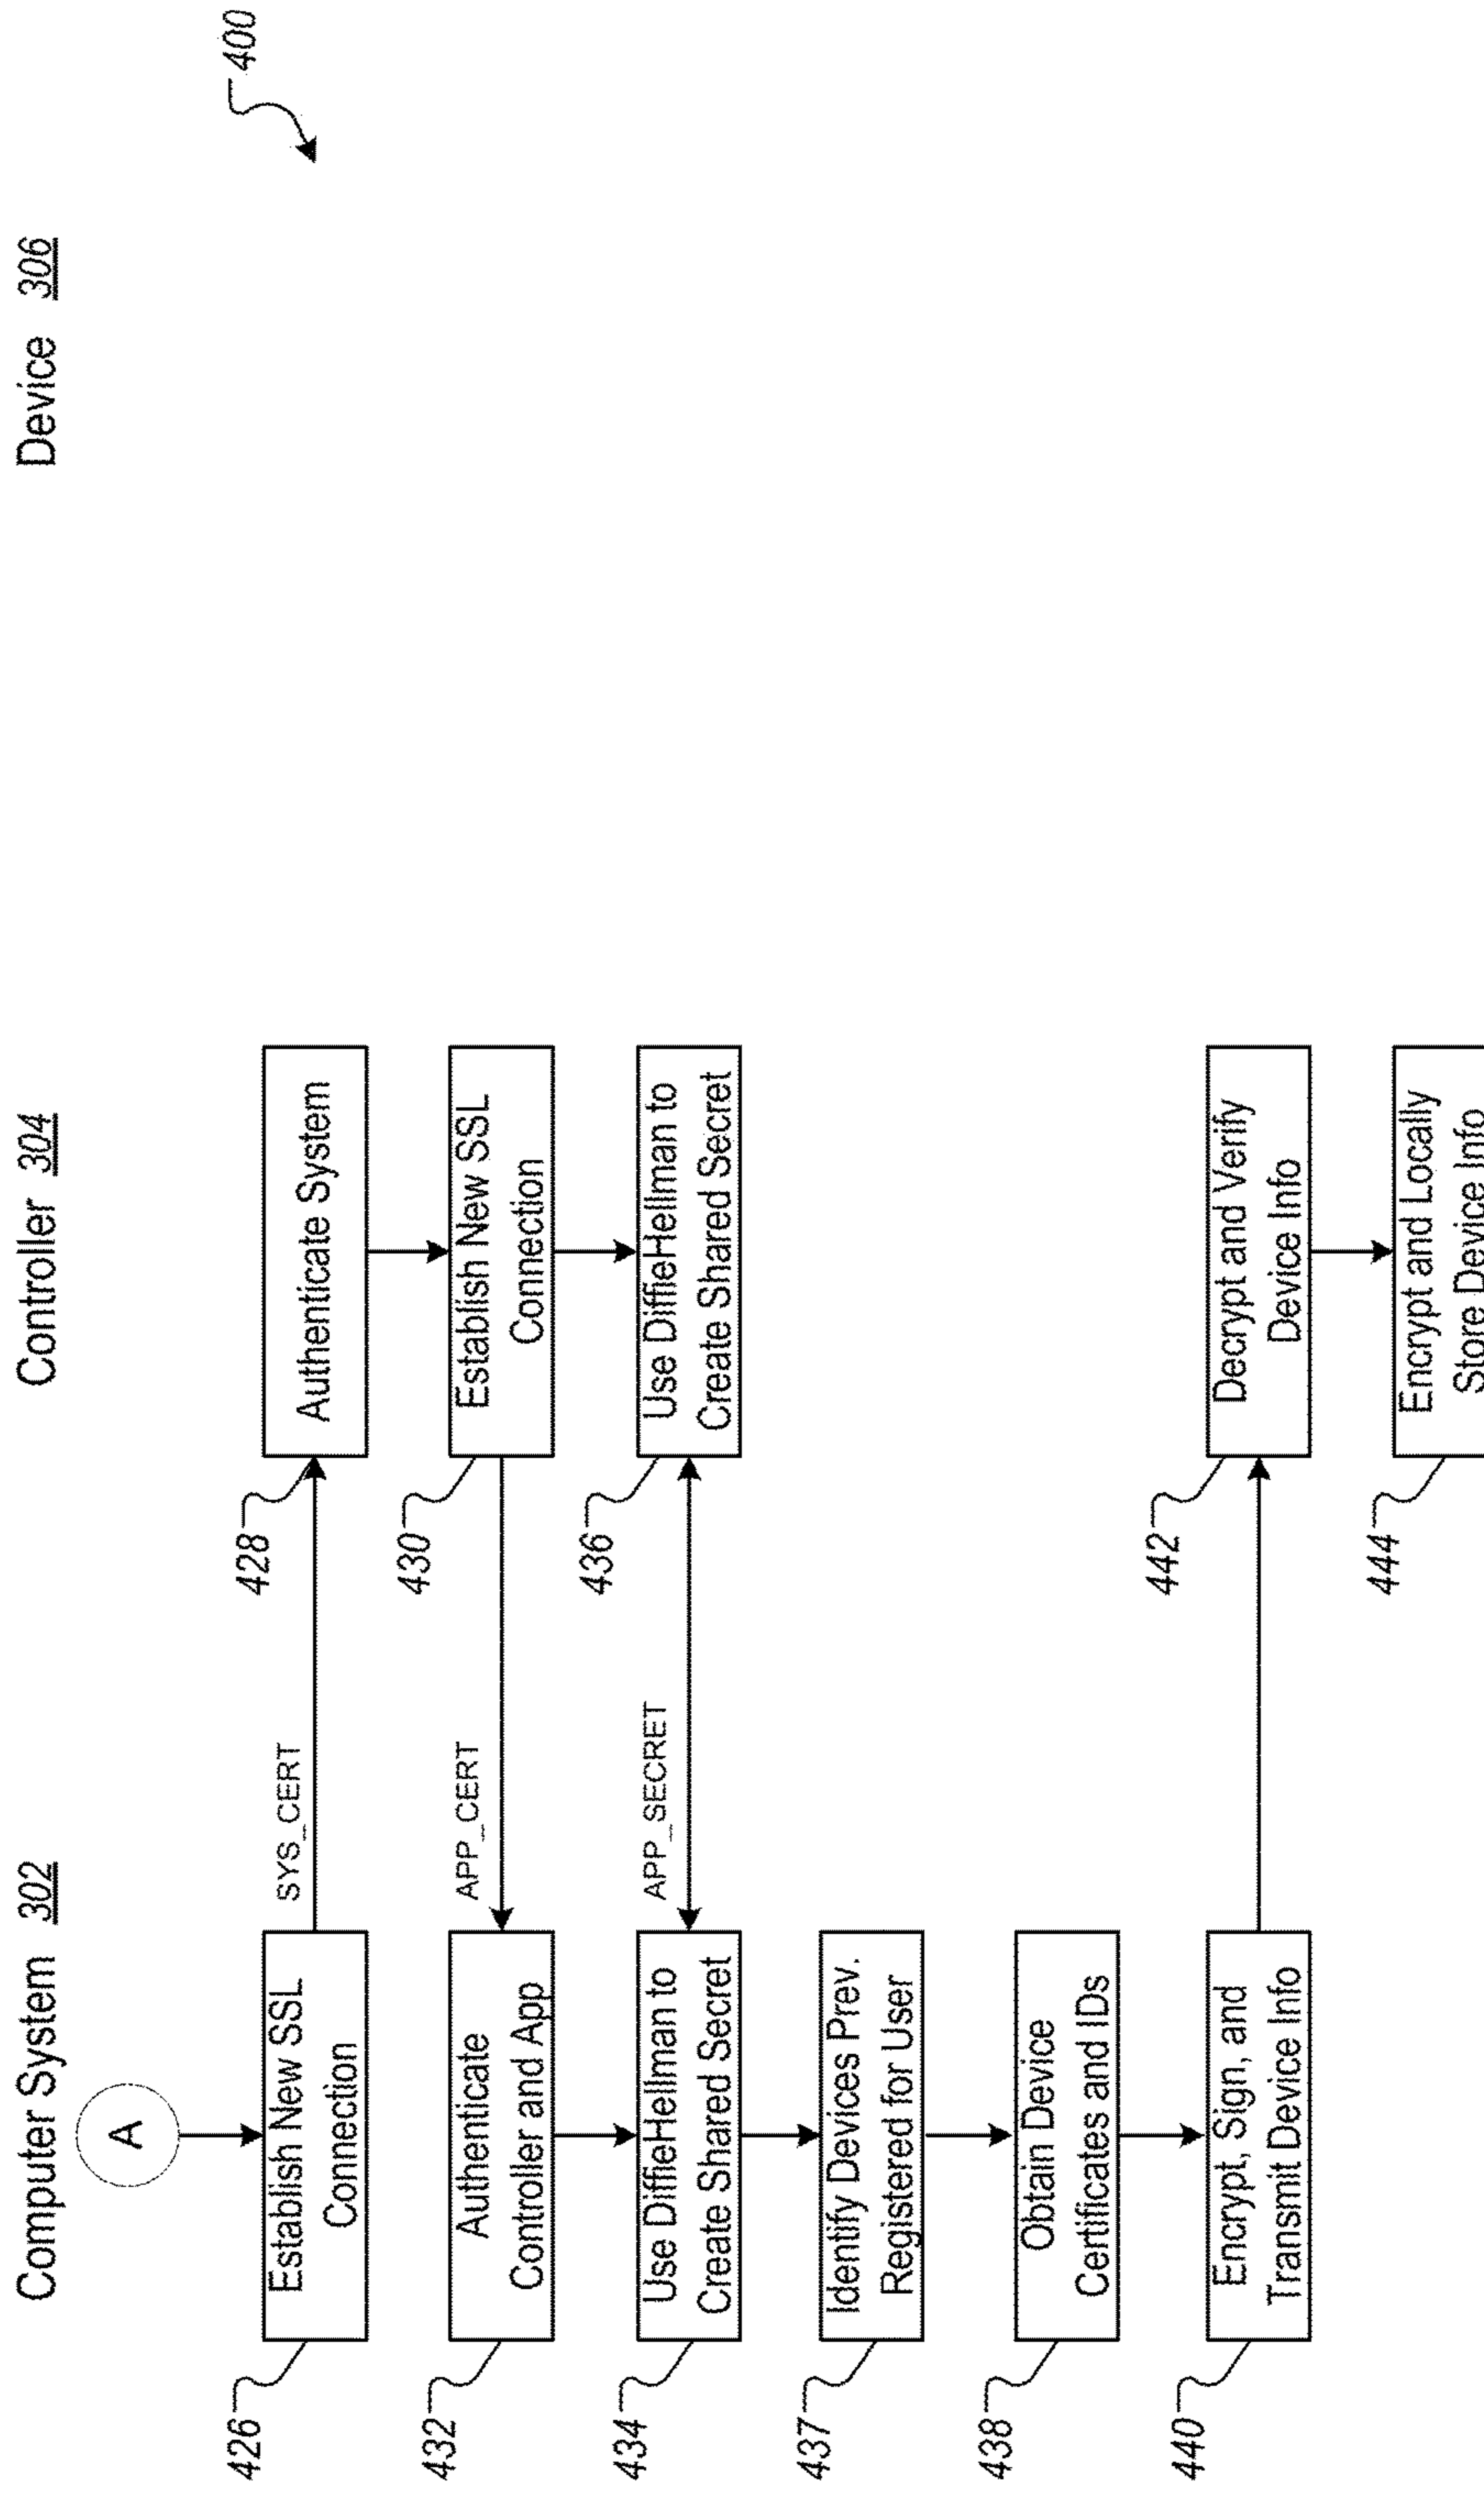 Computer System 302
Controller 304
Device 306
400
A
426
Establish New SSL
Connection
SYS_CERT
428
Authenticate System
430
Establish New SSL
Connection
APP_CERT
432
Authenticate
Controller and App
434
Use DiffieHellman to
Create Shared Secret
APP_SECRET
436
Use DiffieHellman to
Create Shared Secret
437
Identify Devices Prev.
Registered for User
438
Obtain Device
Certificates and IDs
440
Encrypt, Sign, and
Transmit Device Info
442
Decrypt and Verify
Device Info
444
Encrypt and Locally
Store Device Info